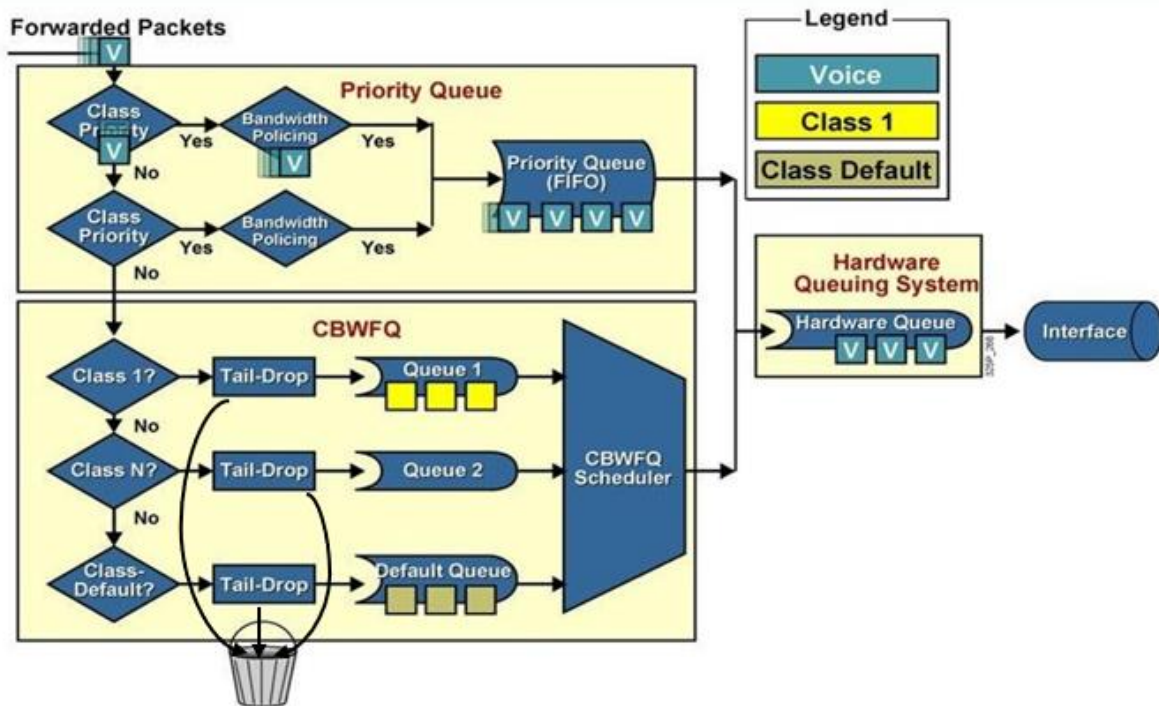 Forwarded Packets
V
Priority Queue
Class
Priority
V
Yes
Bandwidth
Policing
V
Yes
No
Class
Priority
Yes
Bandwidth
Policing
Yes
No
Priority Queue
(FIFO)
V V V V
CBWFQ
Class 1?
Tail-Drop
Queue 1
No
Class N?
Tail-Drop
Queue 2
No
Class-
Default?
Tail-Drop
Default Queue
CBWFQ
Scheduler
Legend
Voice
Class 1
Class Default
Hardware
Queuing System
Hardware Queue
V V V
Interface